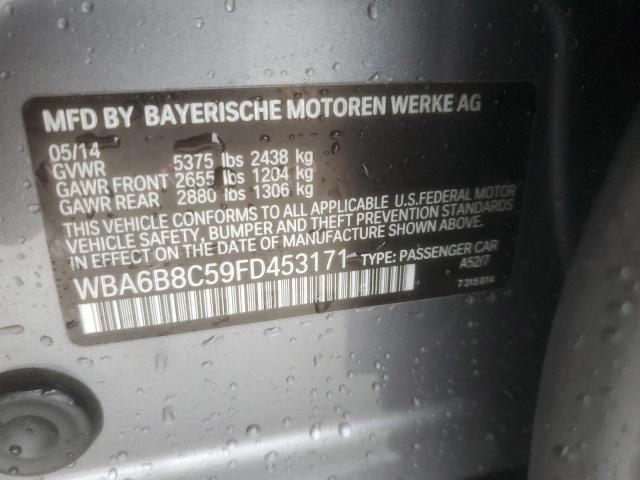 MFD BY BAYERISCHE MOTOREN WERKE AG
05/14
GVWR 5375 lbs 2438 kg
GAWR FRONT 2655 lbs 1204 kg
GAWR REAR 2880 lbs 1306 kg
THIS VEHICLE CONFORMS TO ALL APPLICABLE U.S.FEDERAL MOTOR
VEHICLE SAFETY, BUMPER AND THEFT PREVENTION STANDARDS
IN EFFECT ON THE DATE OF MANUFACTURE SHOWN ABOVE.
WBA6B8C59FD453171 TYPE: PASSENGER CAR
A52/7
7315814